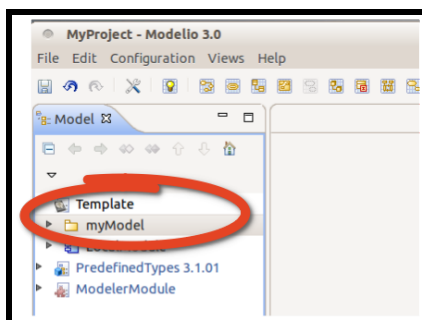 MyProject - Modelio 3.0
File Edit Configuration Views Help
Model
Template
myModel
PredefinedTypes 3.1.01
ModelerModule